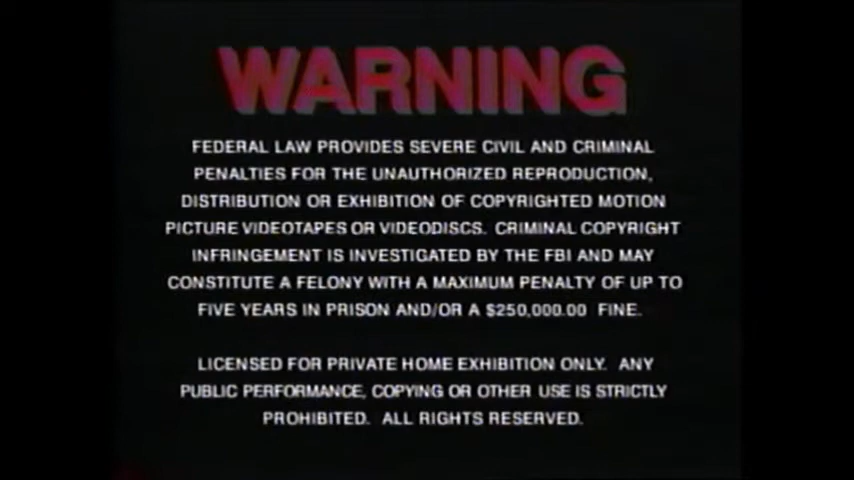 WARNING
FEDERAL LAW PROVIDES SEVERE CIVIL AND CRIMINAL
PENALTIES FOR THE UNAUTHORIZED REPRODUCTION,
DISTRIBUTION OR EXHIBITION OF COPYRIGHTED MOTION
PICTURE VIDEOTAPES OR VIDEODISCS. CRIMINAL COPYRIGHT
INFRINGEMENT IS INVESTIGATED BY THE FBI AND MAY
CONSTITUTE A FELONY WITH A MAXIMUM PENALTY OF UP TO
FIVE YEARS IN PRISON AND/OR A $250,000.00 FINE.
LICENSED FOR PRIVATE HOME EXHIBITION ONLY. ANY
PUBLIC PERFORMANCE, COPYING OR OTHER USE IS STRICTLY
PROHIBITED. ALL RIGHTS RESERVED.